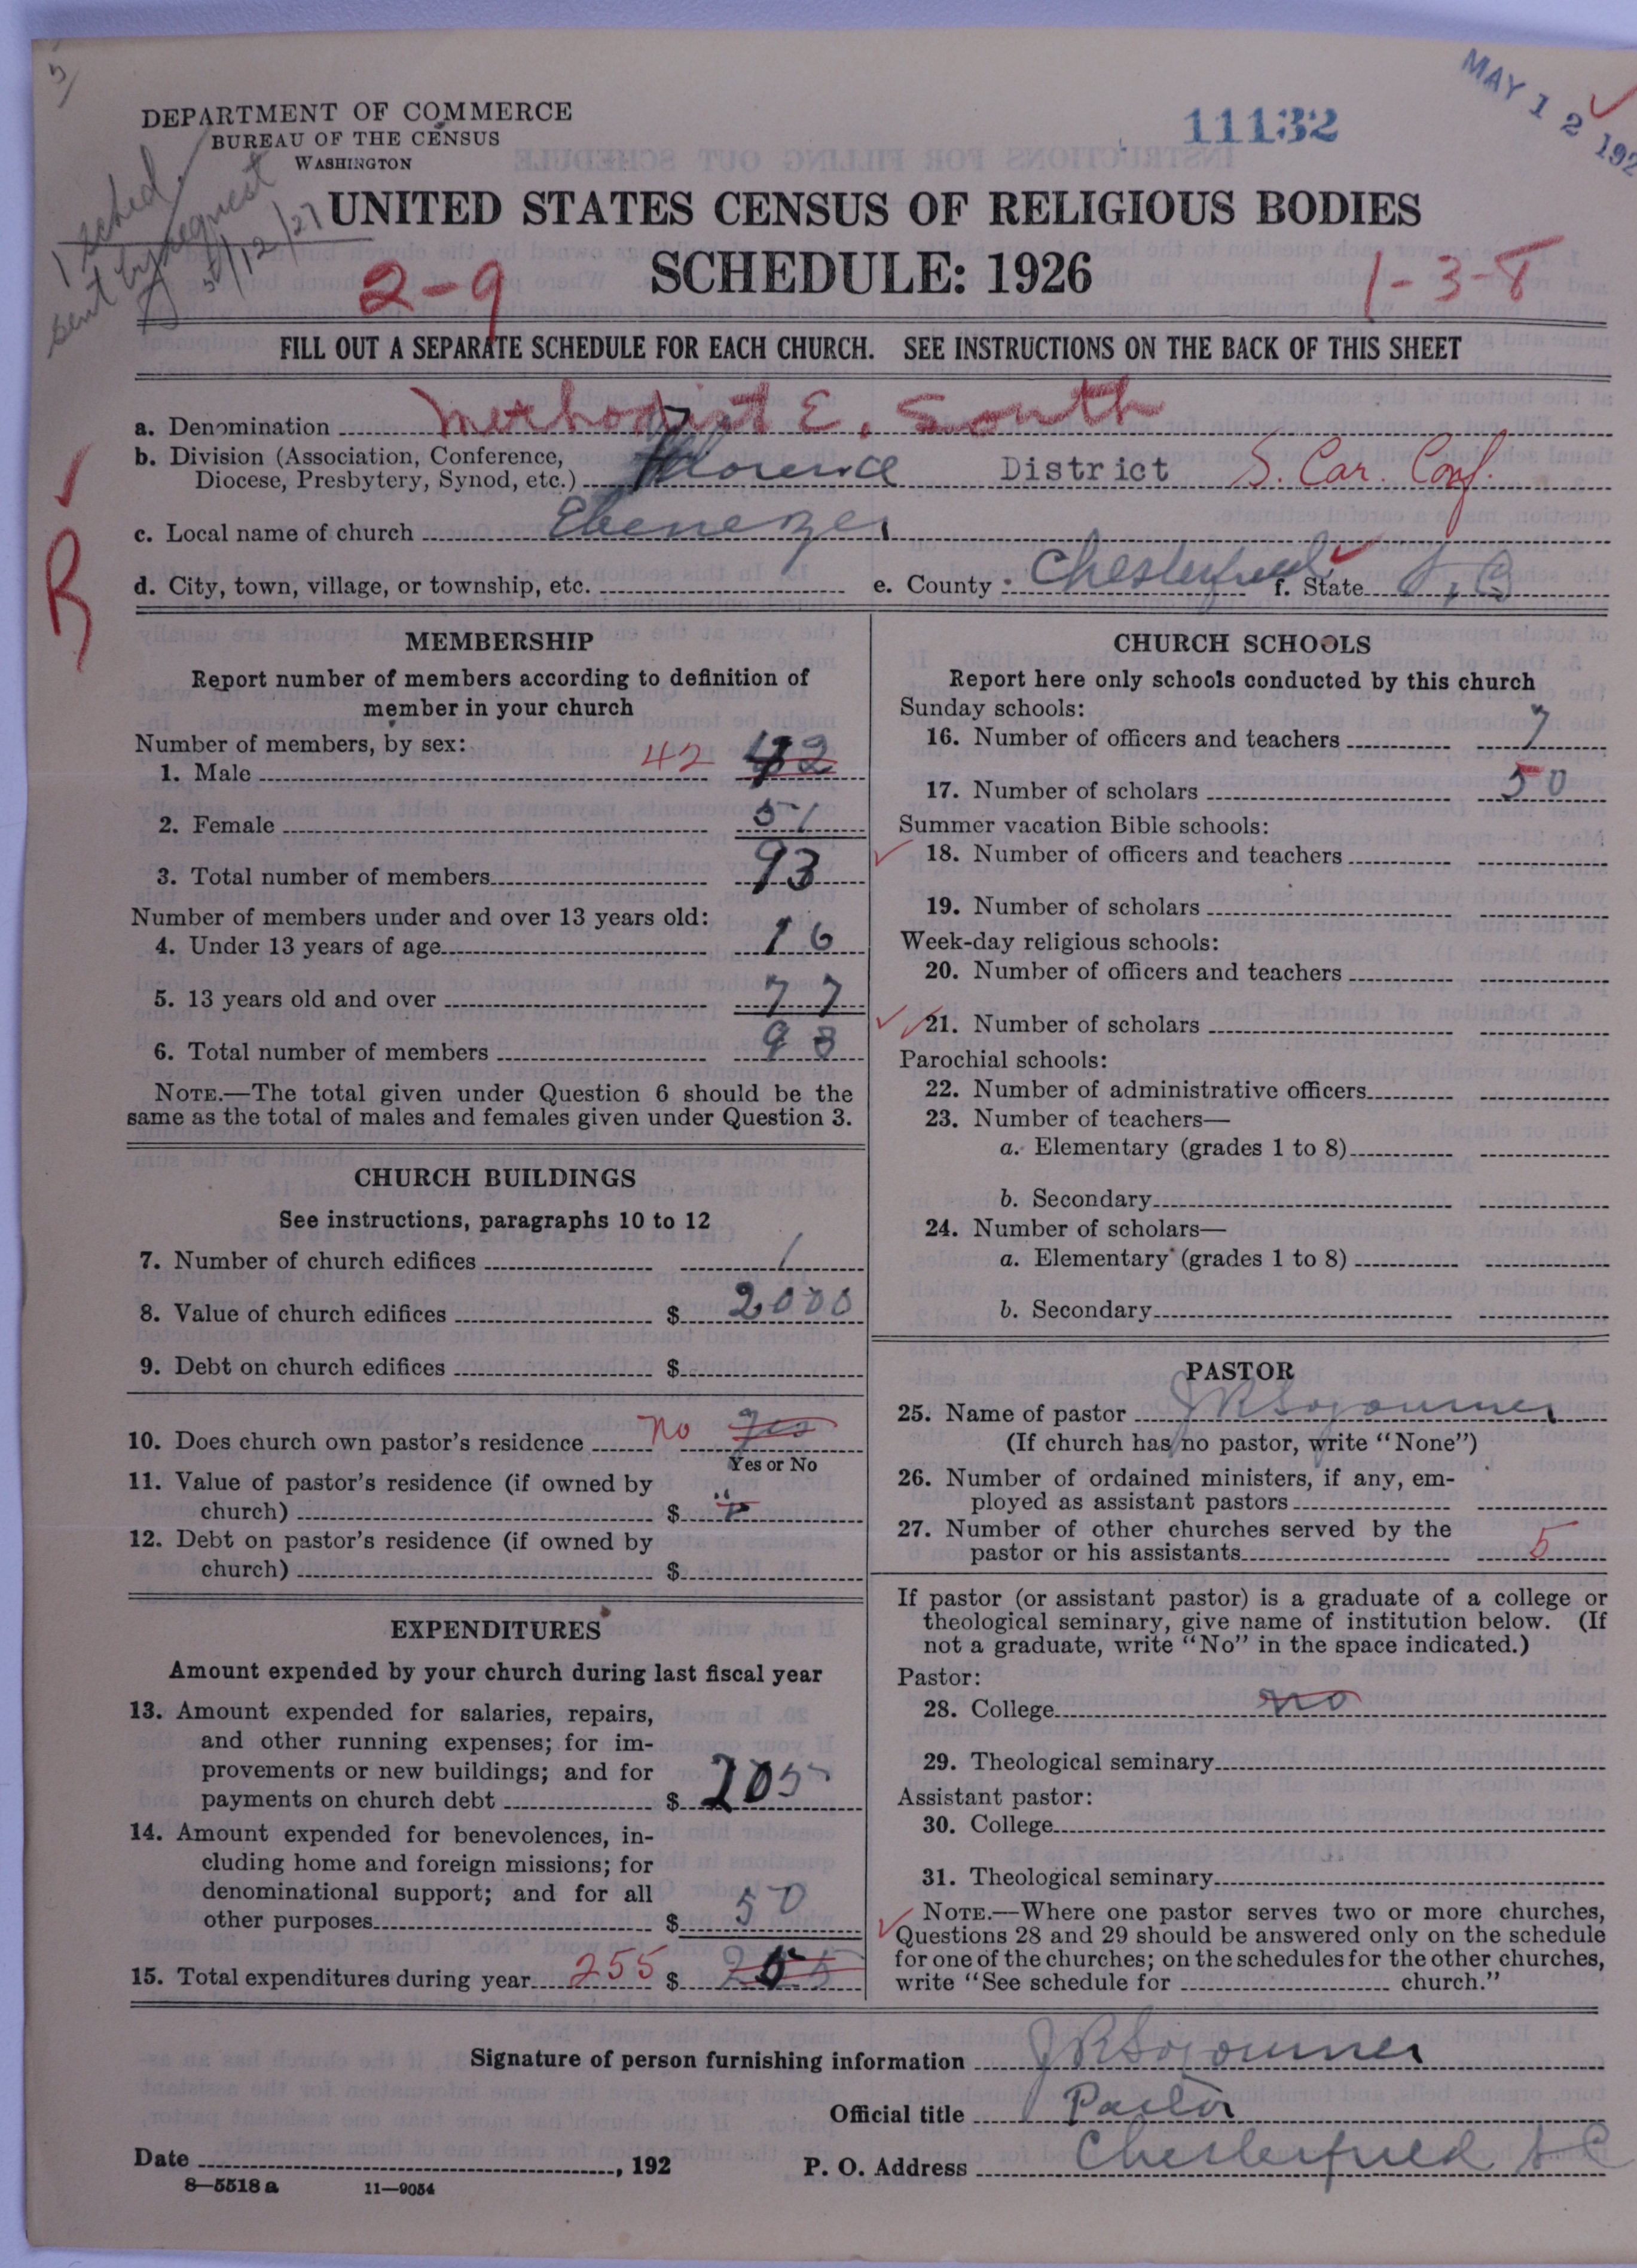 MAY 12 192
DEPARTMENT OF COMMERCE
BUREAU OF THE CENSUS
WASHINGTON
11132
1 sched
sent by request
5/12/27
UNITED STATES CENSUS OF RELIGIOUS BODIES
SCHEDULE: 1926
2-9
1-3-8
FILL OUT A SEPARATE SCHEDULE FOR EACH CHURCH. SEE INSTRUCTIONS ON THE BACK OF THIS SHEET
a. Denomination Methodist E. South
b. Division (Association, Conference,
Diocese, Presbytery, Synod, etc.) Florence District S. Car. Conf.
c. Local name of church Ebenezer
d. City, town, village, or township, etc. e. County Chesterfield f. State S.C.
R
MEMBERSHIP
Report number of members according to definition of
member in your church
Number of members, by sex:
1. Male 42
2. Female 51
3. Total number of members 93
Number of members under and over 13 years old:
4. Under 13 years of age 16
5. 13 years old and over 77
6. Total number of members 93
NOTE.—The total given under Question 6 should be the
same as the total of males and females given under Question 3.
CHURCH BUILDINGS
See instructions, paragraphs 10 to 12
7. Number of church edifices 1
8. Value of church edifices $ 2000
9. Debt on church edifices $
10. Does church own pastor's residence no yes
Yes or No
11. Value of pastor's residence (if owned by
church) $
12. Debt on pastor's residence (if owned by
church) $
EXPENDITURES
Amount expended by your church during last fiscal year
13. Amount expended for salaries, repairs,
and other running expenses; for im-
provements or new buildings; and for
payments on church debt $ 205
14. Amount expended for benevolences, in-
cluding home and foreign missions; for
denominational support; and for all
other purposes $ 50
15. Total expenditures during year 255 $
CHURCH SCHOOLS
Report here only schools conducted by this church
Sunday schools:
16. Number of officers and teachers 7
17. Number of scholars 50
Summer vacation Bible schools:
18. Number of officers and teachers
19. Number of scholars
Week-day religious schools:
20. Number of officers and teachers
21. Number of scholars
Parochial schools:
22. Number of administrative officers
23. Number of teachers—
a. Elementary (grades 1 to 8)
b. Secondary
24. Number of scholars—
a. Elementary (grades 1 to 8)
b. Secondary
PASTOR
25. Name of pastor J R Sojourner
(If church has no pastor, write "None")
26. Number of ordained ministers, if any, em-
ployed as assistant pastors
27. Number of other churches served by the
pastor or his assistants 5
If pastor (or assistant pastor) is a graduate of a college or
theological seminary, give name of institution below. (If
not a graduate, write "No" in the space indicated.)
Pastor:
28. College no
29. Theological seminary
Assistant pastor:
30. College
31. Theological seminary
NOTE.—Where one pastor serves two or more churches,
Questions 28 and 29 should be answered only on the schedule
for one of the churches; on the schedules for the other churches,
write "See schedule for church."
Signature of person furnishing information J R Sojourner
Official title Pastor
Date , 192 P. O. Address Chesterfield S C
8—5518 a 11—9054